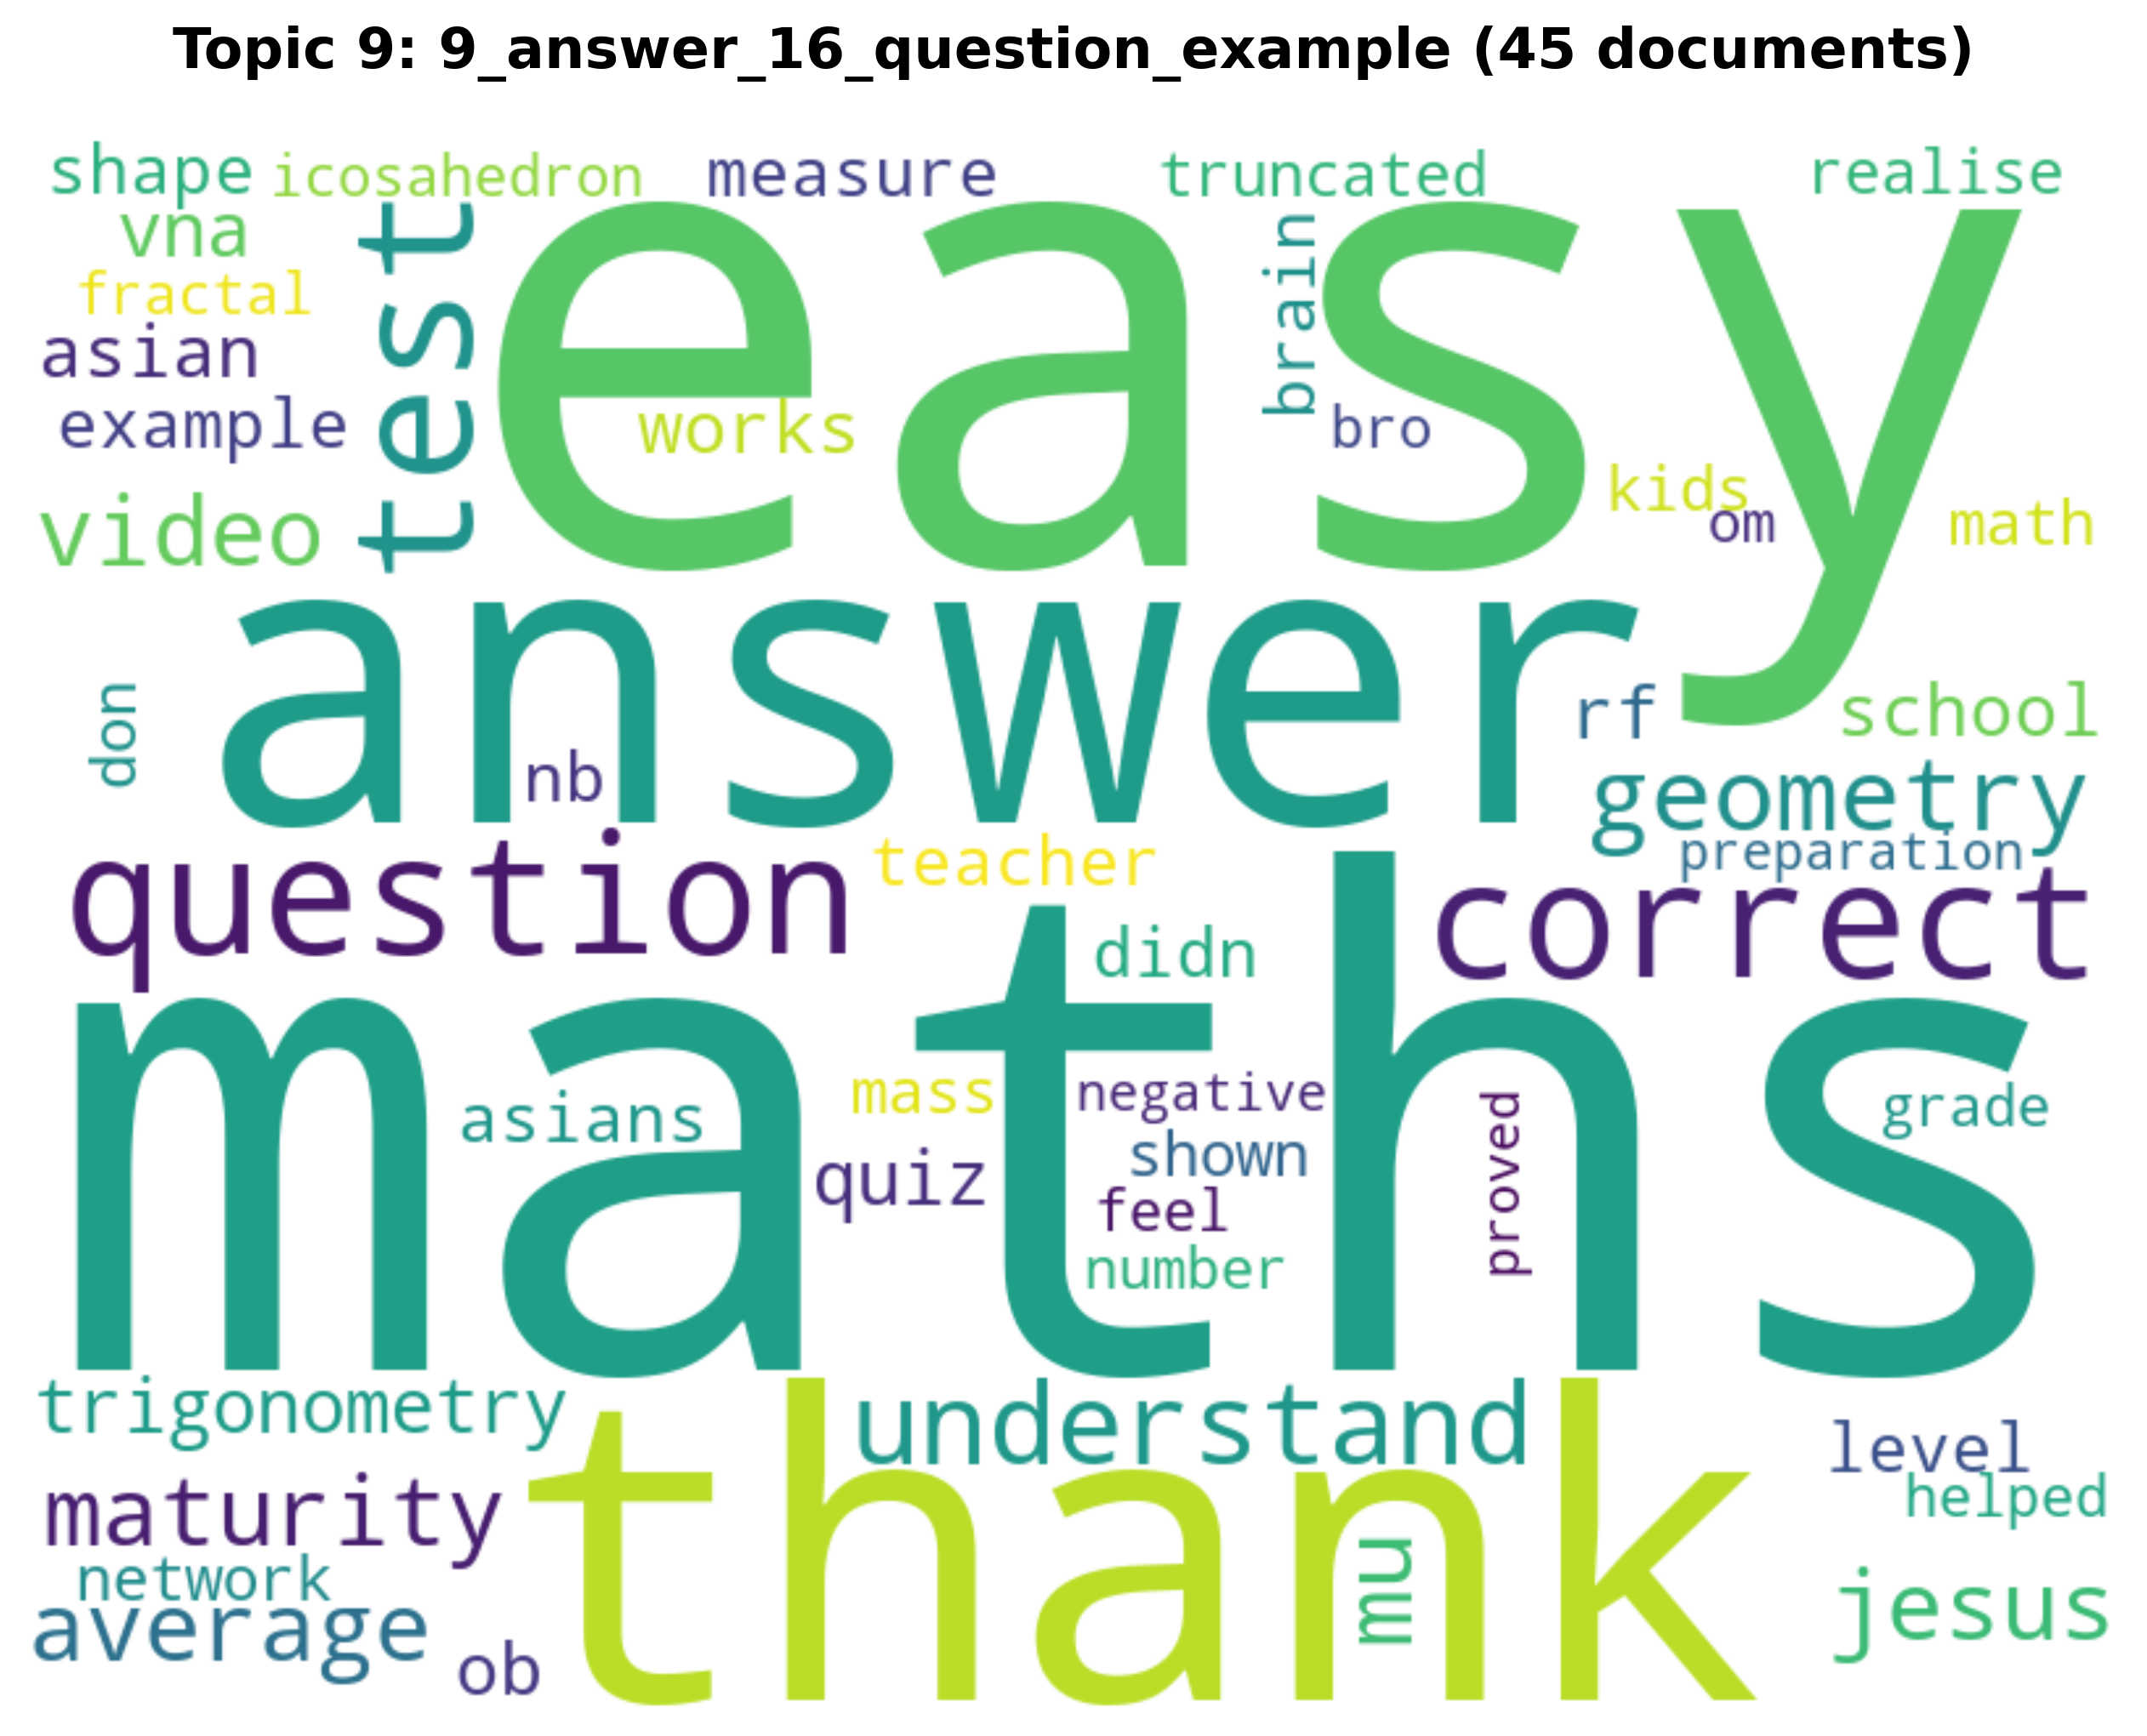 Topic 9: 9_answer_16_question_example (45 documents)
shape icosahedron measure truncated realise
vna
fractal
asian
example
video
test
easy
works
brain
bro
kids
om
math
don
answer
nb
rf
school
geometry
preparation
question
teacher
didn
correct
maths
asians
mass
negative
shown
quiz
feel
number
proved
grade
trigonometry
understand
level
helped
maturity
network
average
ob
thank
mu
jesus